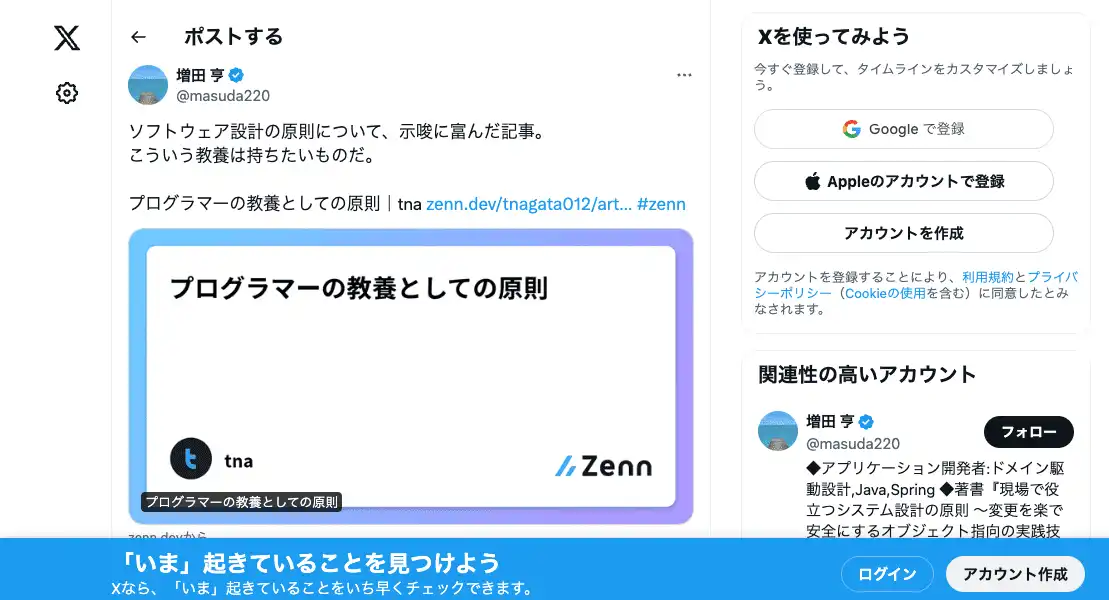 ポストする
増田 亨
@masuda220
ソフトウェア設計の原則について、示唆に富んだ記事。
こういう教養は持ちたいものだ。
プログラマーの教養としての原則｜tna zenn.dev/tnagata012/art… #zenn
プログラマーの教養としての原則
t
tna
Zenn
プログラマーの教養としての原則
zenn.devから
Xを使ってみよう
今すぐ登録して、タイムラインをカスタマイズしましょ
う。
Google で登録
Appleのアカウントで登録
アカウントを作成
アカウントを登録することにより、利用規約とプライバ
シーポリシー（Cookieの使用を含む）に同意したとみ
なされます。
関連性の高いアカウント
増田 亨
@masuda220
フォロー
◆アプリケーション開発者:ドメイン駆
動設計,Java,Spring ◆著書『現場で役
立つシステム設計の原則 〜変更を楽で
安全にするオブジェクト指向の実践技
「いま」起きていることを見つけよう
Xなら、「いま」起きていることをいち早くチェックできます。
ログイン
アカウント作成